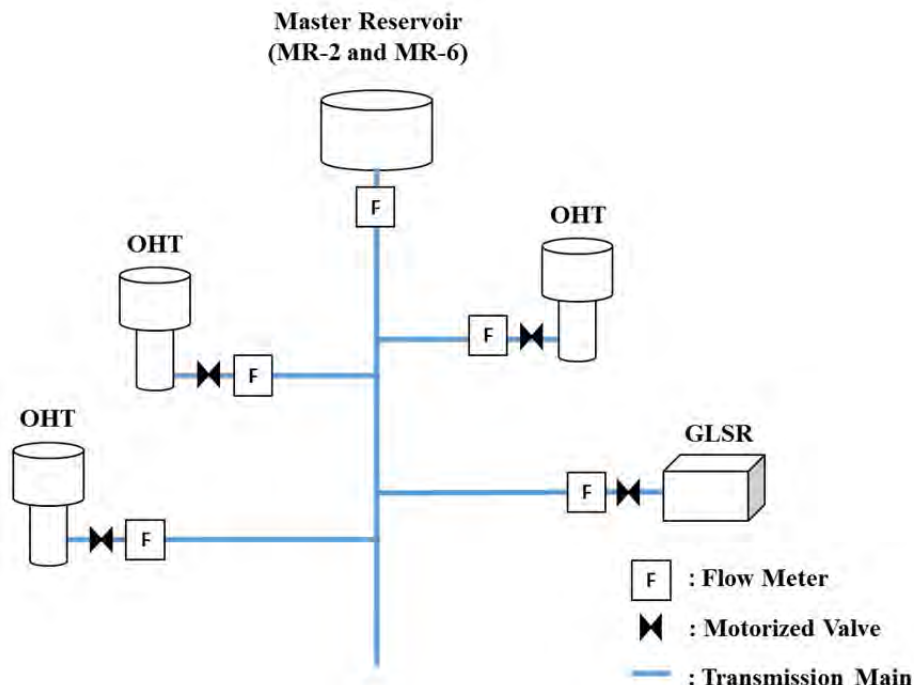 Master Reservoir
(MR-2 and MR-6)
F
OHT
OHT
F
F
OHT
GLSR
F
F
F : Flow Meter
: Motorized Valve
: Transmission Main